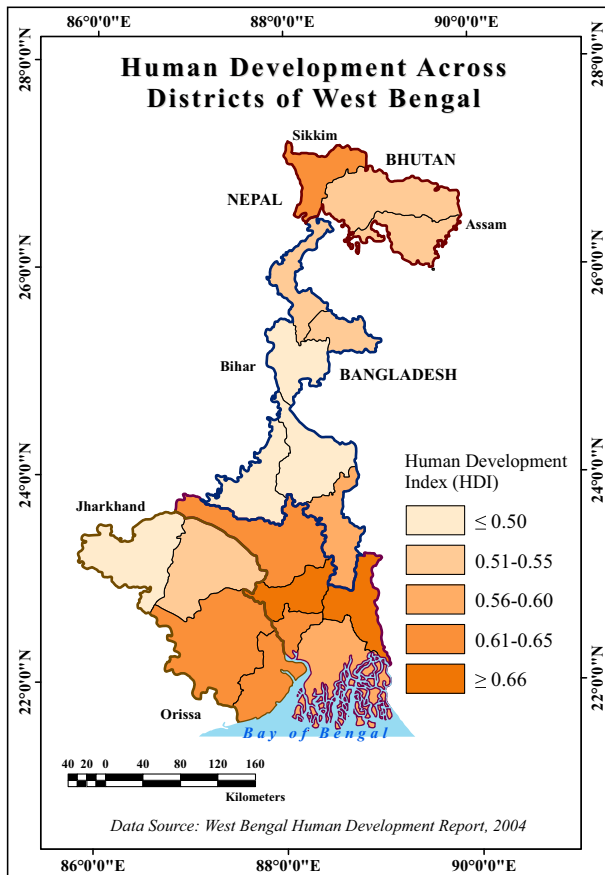 86°0'0"E 88°0'0"E 90°0'0"E
28°0'0"N
28°0'0"N
Human Development Across
Districts of West Bengal
Sikkim
BHUTAN
NEPAL
Assam
26°0'0"N
26°0'0"N
Bihar
BANGLADESH
24°0'0"N
24°0'0"N
Human Development
Index (HDI)
Jharkhand
≤ 0.50
0.51-0.55
0.56-0.60
0.61-0.65
≥ 0.66
22°0'0"N
22°0'0"N
Orissa
Bay of Bengal
40 20 0 40 80 120 160
Kilometers
Data Source: West Bengal Human Development Report, 2004
86°0'0"E 88°0'0"E 90°0'0"E